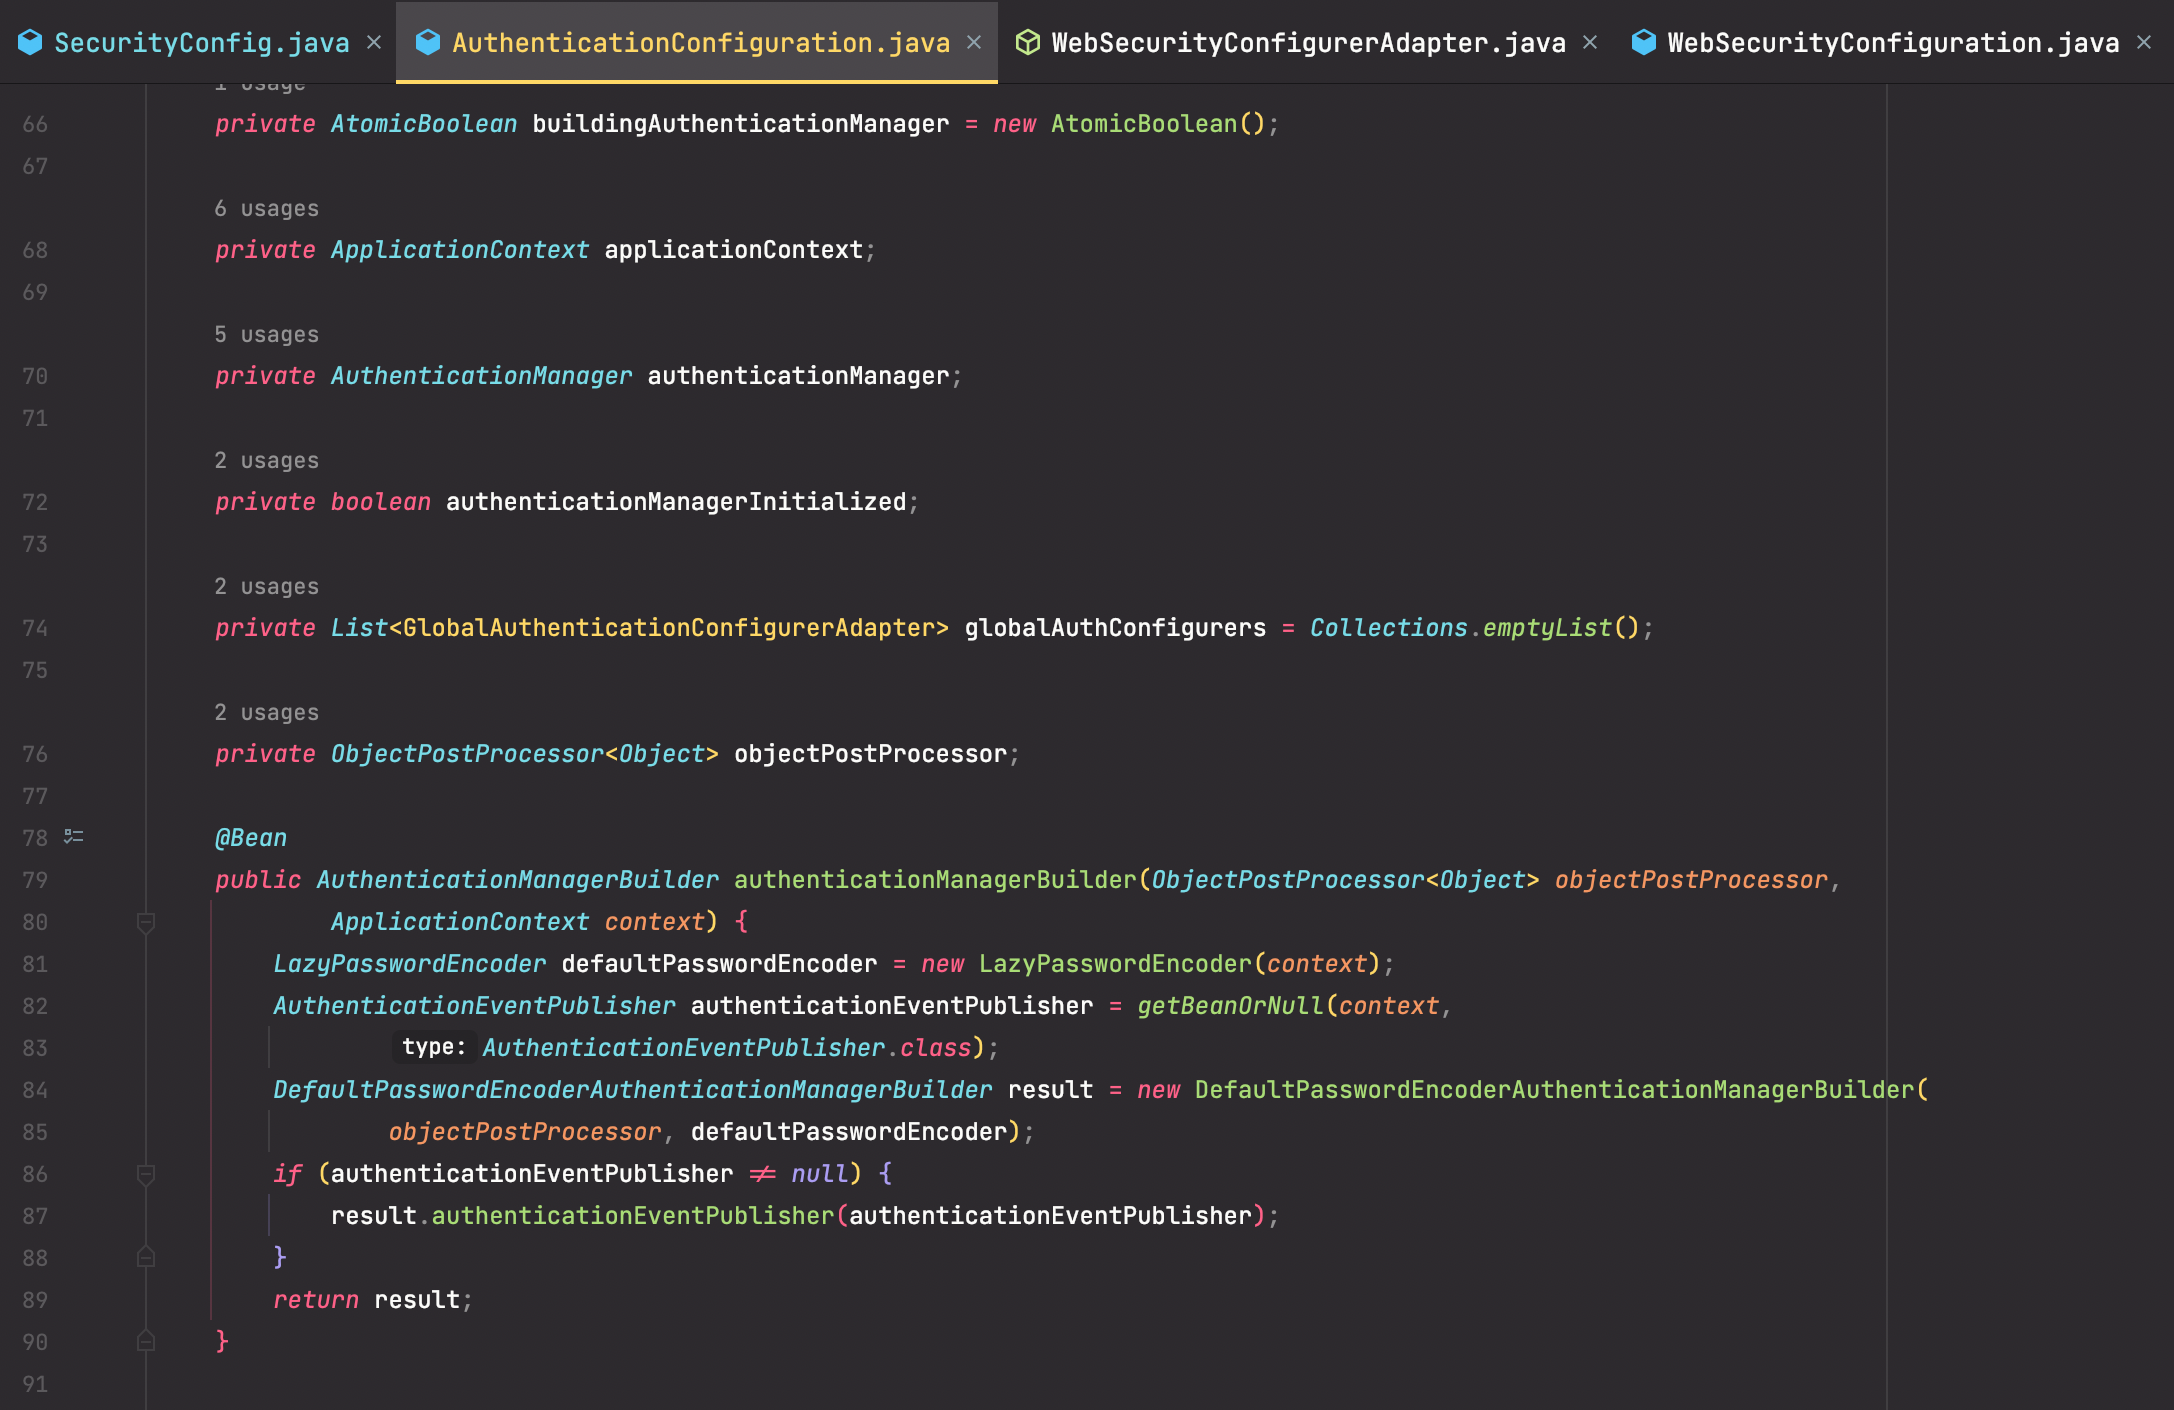 SecurityConfig.java AuthenticationConfiguration.java WebSecurityConfigurerAdapter.java WebSecurityConfiguration.java
1 usage
66 private AtomicBoolean buildingAuthenticationManager = new AtomicBoolean();
67
6 usages
68 private ApplicationContext applicationContext;
69
5 usages
70 private AuthenticationManager authenticationManager;
71
2 usages
72 private boolean authenticationManagerInitialized;
73
2 usages
74 private List<GlobalAuthenticationConfigurerAdapter> globalAuthConfigurers = Collections.emptyList();
75
2 usages
76 private ObjectPostProcessor<Object> objectPostProcessor;
77
78 @Bean
79 public AuthenticationManagerBuilder authenticationManagerBuilder(ObjectPostProcessor<Object> objectPostProcessor,
80 ApplicationContext context) {
81 LazyPasswordEncoder defaultPasswordEncoder = new LazyPasswordEncoder(context);
82 AuthenticationEventPublisher authenticationEventPublisher = getBeanOrNull(context,
83 type: AuthenticationEventPublisher.class);
84 DefaultPasswordEncoderAuthenticationManagerBuilder result = new DefaultPasswordEncoderAuthenticationManagerBuilder(
85 objectPostProcessor, defaultPasswordEncoder);
86 if (authenticationEventPublisher != null) {
87 result.authenticationEventPublisher(authenticationEventPublisher);
88 }
89 return result;
90 }
91